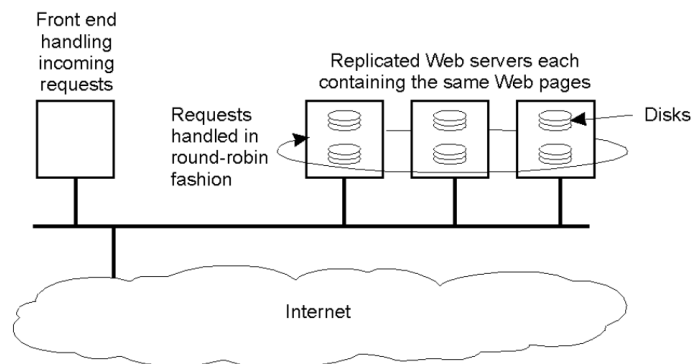 Front end
handling
incoming
requests
Replicated Web servers each
containing the same Web pages
Requests
handled in
round-robin
fashion
Disks
Internet